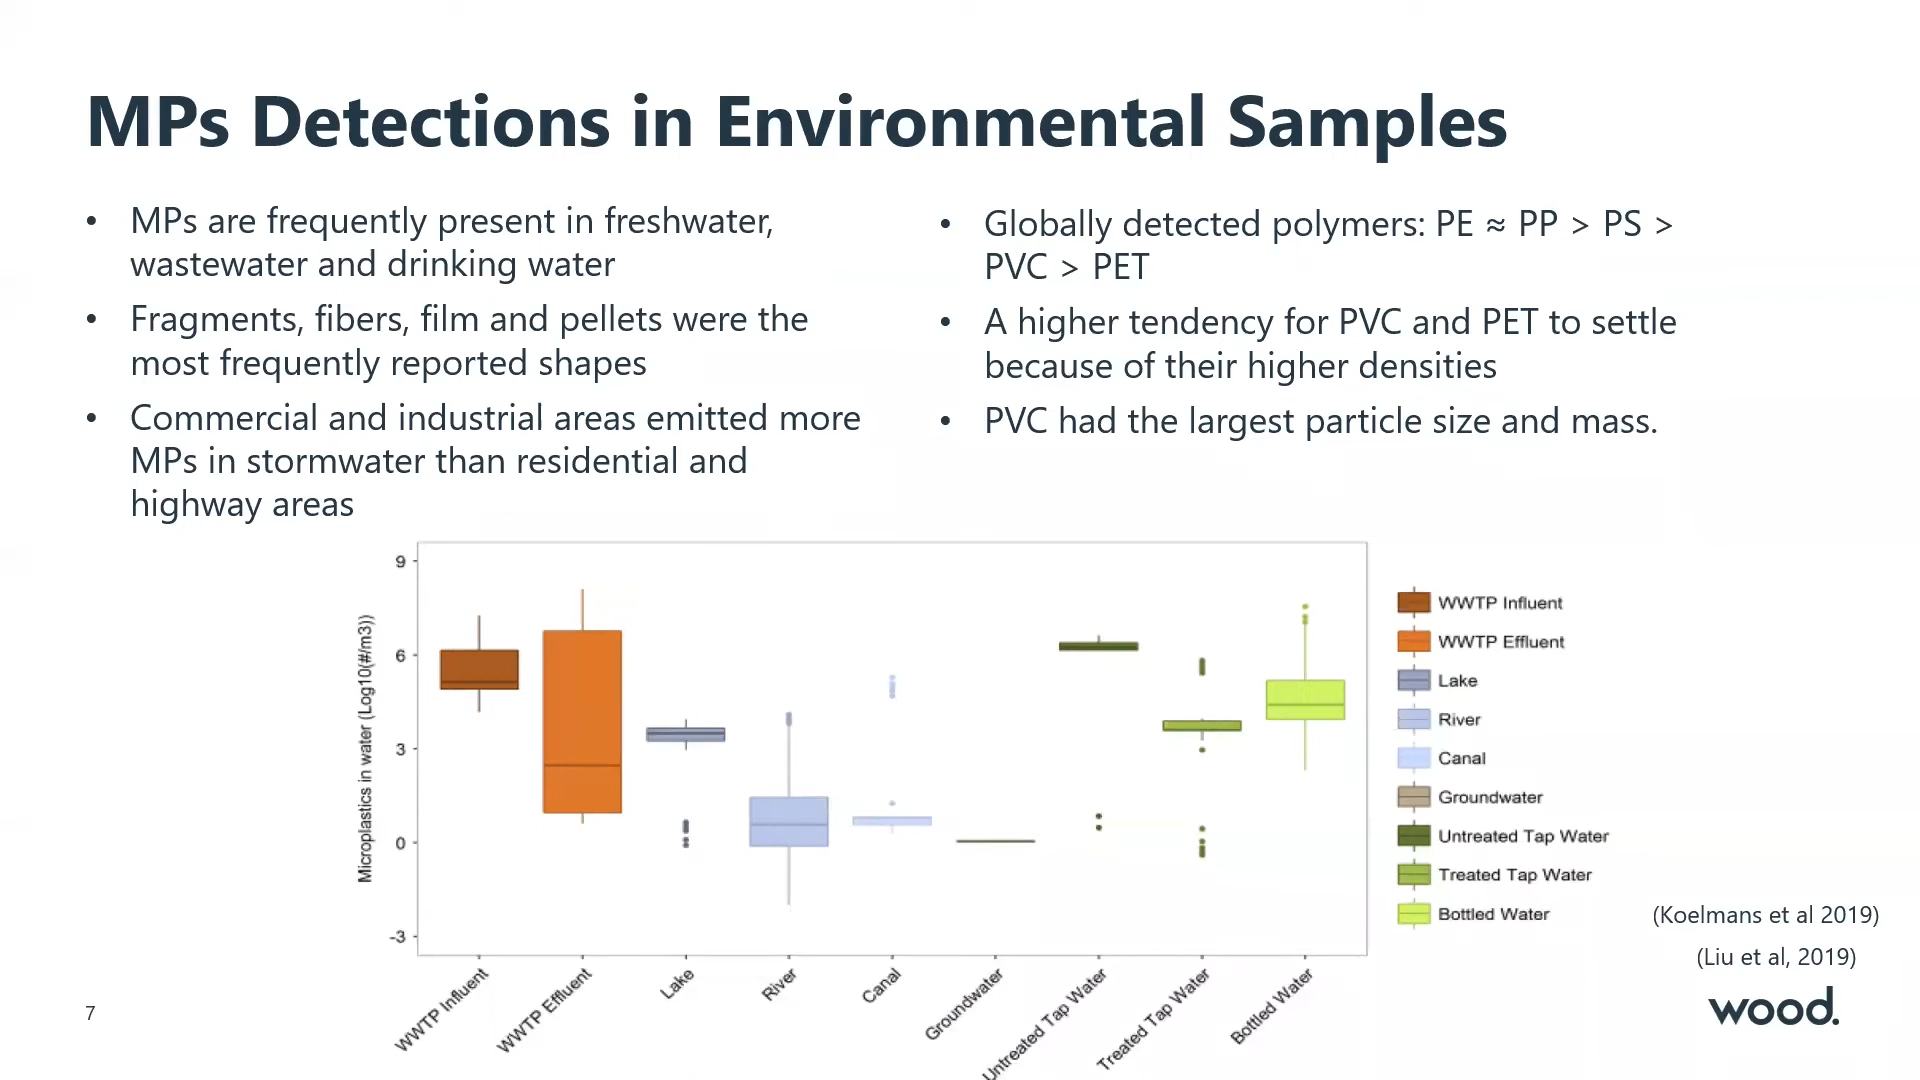 MPs Detections in Environmental Samples
• MPs are frequently present in freshwater,
wastewater and drinking water
• Fragments, fibers, film and pellets were the
most frequently reported shapes
• Commercial and industrial areas emitted more
MPs in stormwater than residential and
highway areas
• Globally detected polymers: PE ≈ PP > PS >
PVC > PET
• A higher tendency for PVC and PET to settle
because of their higher densities
• PVC had the largest particle size and mass.
Microplastics in water (Log10(#/m3))
9
6
3
0
-3
WWTP Influent
WWTP Effluent
Lake
River
Canal
Groundwater
Untreated Tap Water
Treated Tap Water
Bottled Water
WWTP Influent
WWTP Effluent
Lake
River
Canal
Groundwater
Untreated Tap Water
Treated Tap Water
Bottled Water
(Koelmans et al 2019)
(Liu et al, 2019)
7
wood.